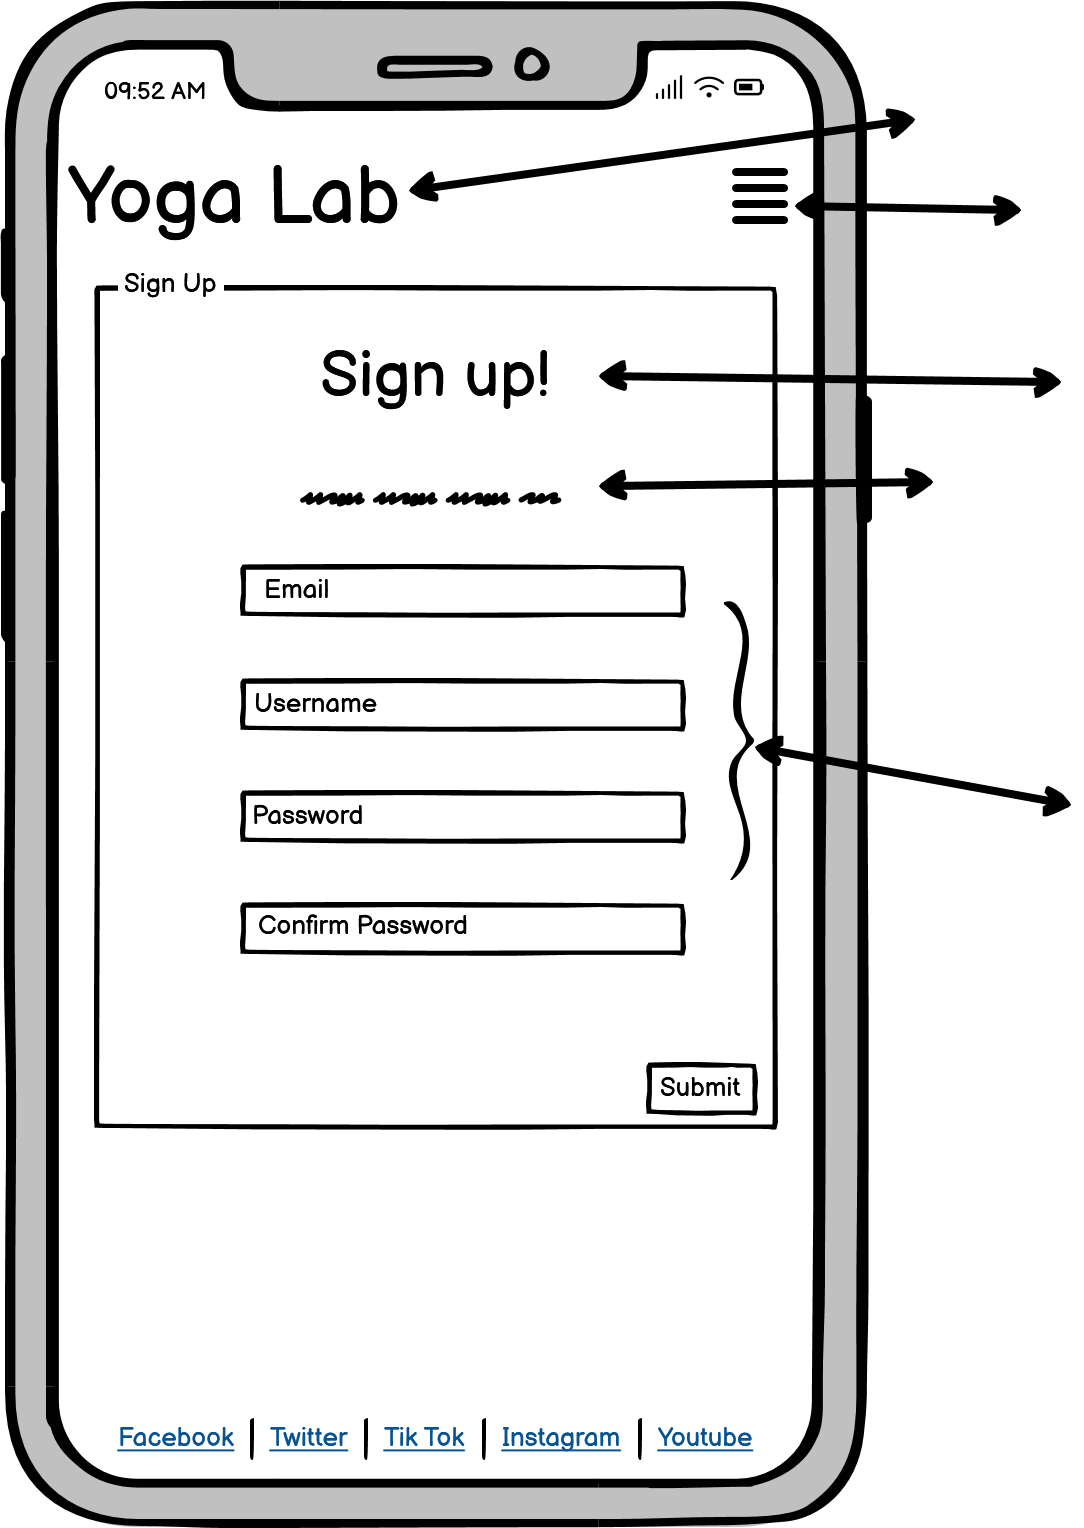 09:52 AM
Yoga Lab
Sign Up
Sign up!
Email
Username
Password
Confirm Password
Submit
Facebook | Twitter | Tik Tok | Instagram | Youtube